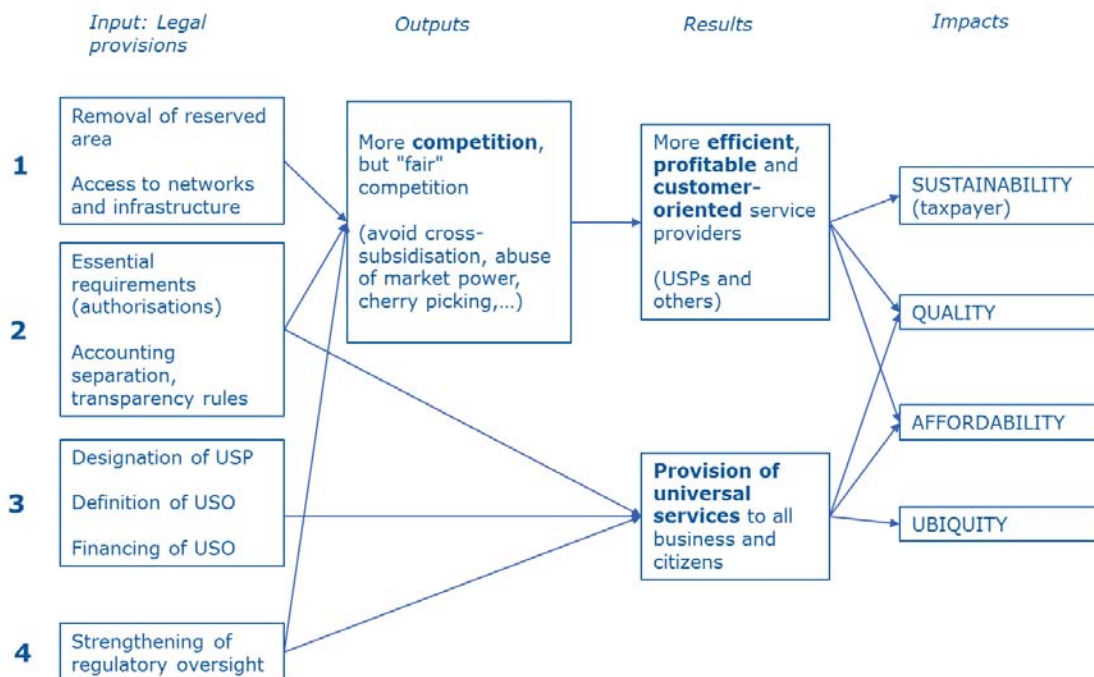 Input: Legal
provisions
Outputs
Results
Impacts
1
Removal of reserved
area
Access to networks
and infrastructure
2
Essential
requirements
(authorisations)
Accounting
separation,
transparency rules
3
Designation of USP
Definition of USO
Financing of USO
4
Strengthening of
regulatory oversight
More competition,
but "fair"
competition
(avoid cross-
subsidisation, abuse
of market power,
cherry picking,...)
More efficient,
profitable and
customer-
oriented service
providers
(USPs and
others)
Provision of
universal
services to all
business and
citizens
SUSTAINABILITY
(taxpayer)
QUALITY
AFFORDABILITY
UBIQUITY